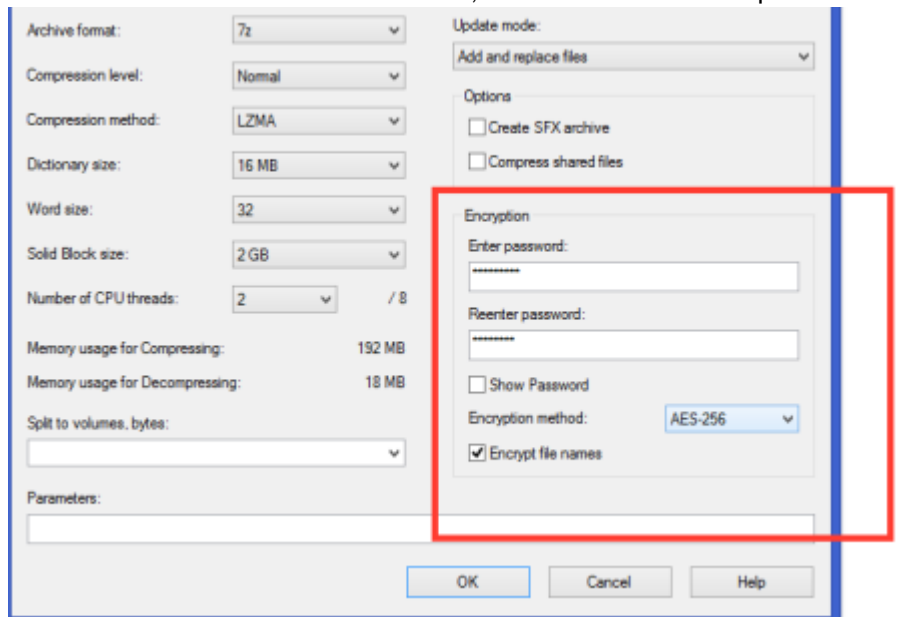 Archive format:
7z
Compression level:
Normal
Compression method:
LZMA
Dictionary size:
16 MB
Word size:
32
Solid Block size:
2 GB
Number of CPU threads:
2
/ 8
Memory usage for Compressing:
192 MB
Memory usage for Decompressing:
18 MB
Split to volumes, bytes:
Parameters:
Update mode:
Add and replace files
Options
Create SFX archive
Compress shared files
Encryption
Enter password:
*********
Reenter password:
********
Show Password
Encryption method:
AES-256
Encrypt file names
OK
Cancel
Help